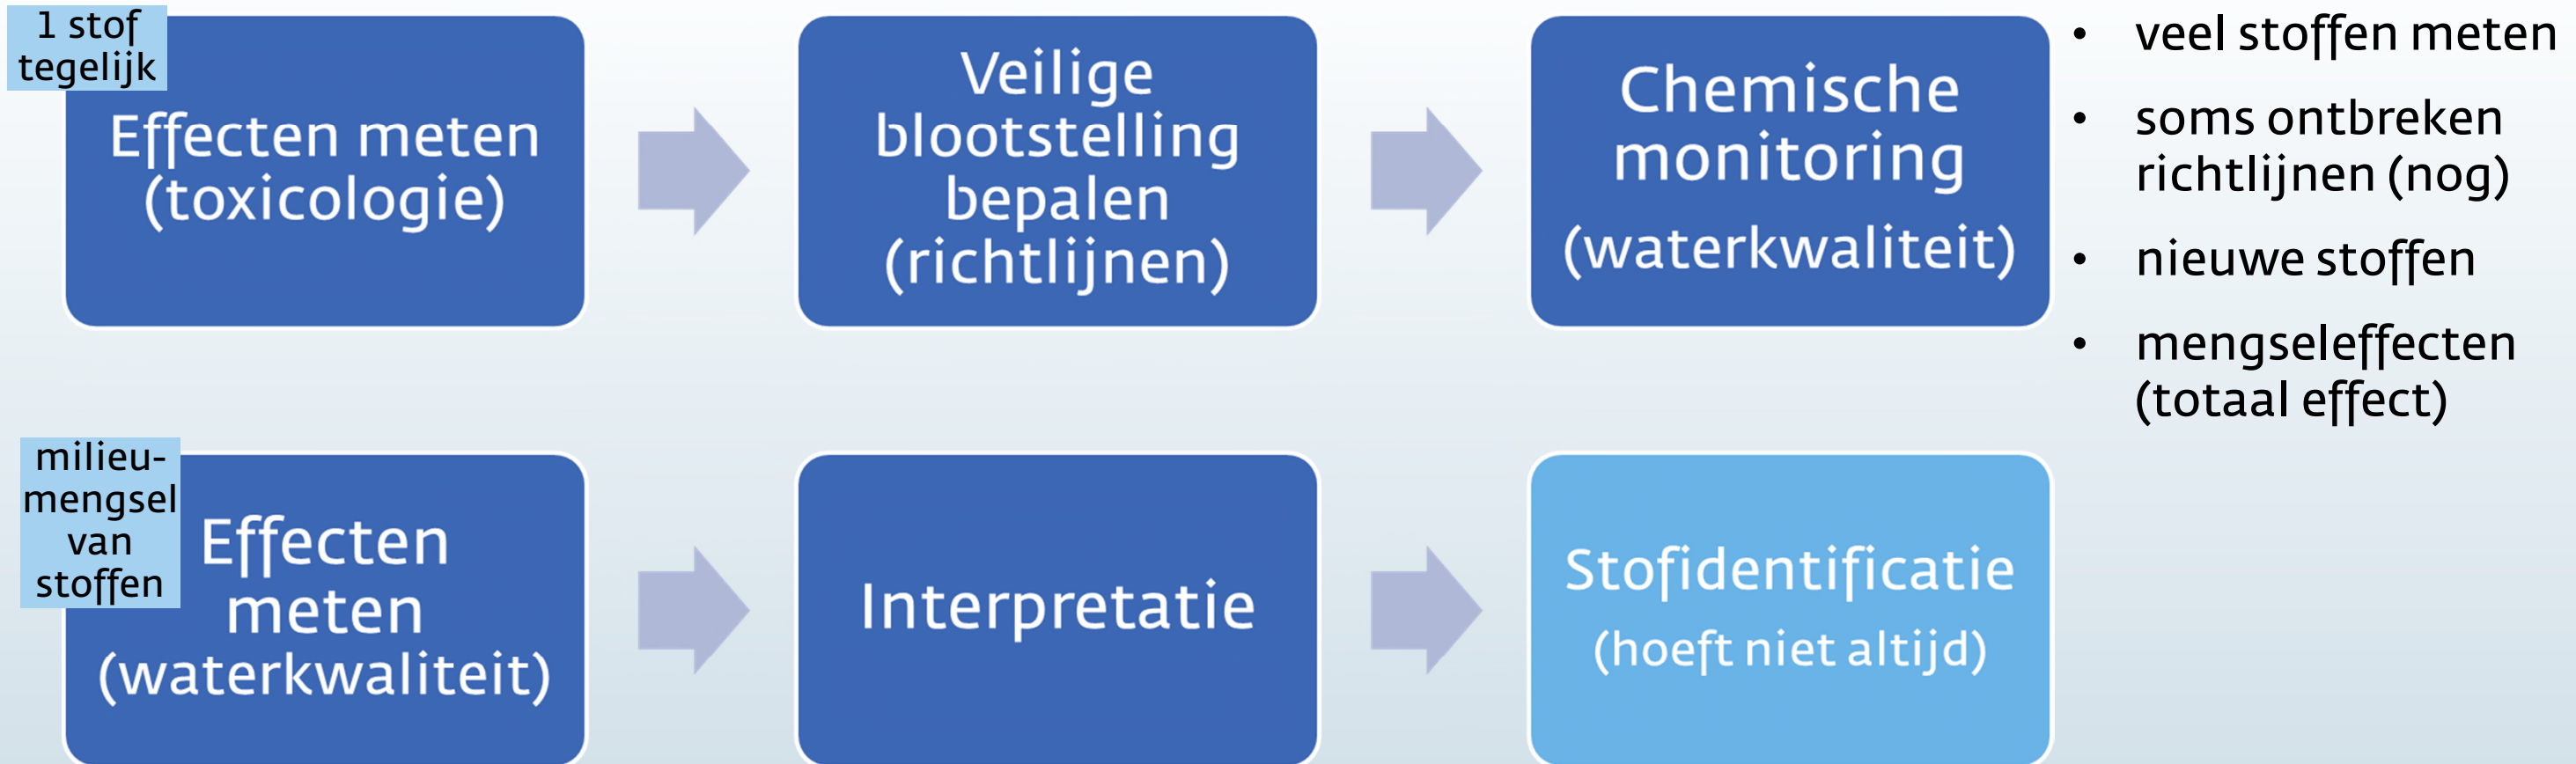 1 stof
tegelijk
Effecten meten
(toxicologie)
Veilige
blootstelling
bepalen
(richtlijnen)
Chemische
monitoring
(waterkwaliteit)
• veel stoffen meten
• soms ontbreken
richtlijnen (nog)
• nieuwe stoffen
• mengseleffecten
(totaal effect)
milieu-
mengsel
van
stoffen
Effecten
meten
(waterkwaliteit)
Interpretatie
Stofidentificatie
(hoeft niet altijd)